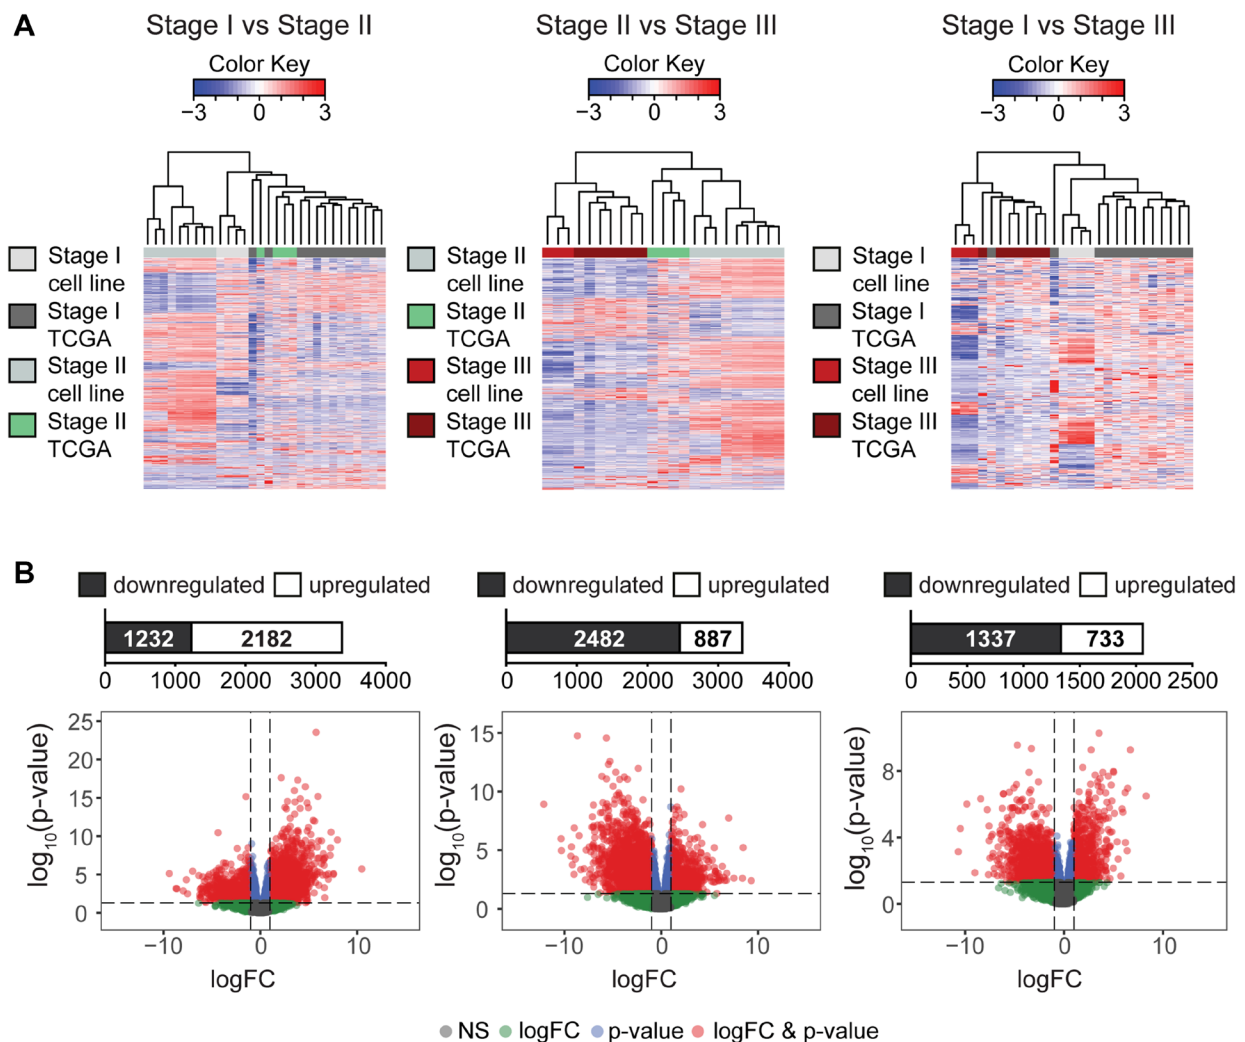 A
Stage I vs Stage II
Stage II vs Stage III
Stage I vs Stage III
Color Key
Color Key
Color Key
−3 0 3
−3 0 3
−3 0 3
Stage I
cell line
Stage I
TCGA
Stage II
cell line
Stage II
TCGA
Stage II
cell line
Stage II
TCGA
Stage III
cell line
Stage III
TCGA
Stage I
cell line
Stage I
TCGA
Stage III
cell line
Stage III
TCGA
B
downregulated upregulated
1232 2182
0 1000 2000 3000 4000
downregulated upregulated
2482 887
0 1000 2000 3000 4000
downregulated upregulated
1337 733
0 500 1000 1500 2000 2500
log10(p-value)
25
20
15
10
5
0
−10 0 10
logFC
log10(p-value)
15
10
5
0
−10 0 10
logFC
log10(p-value)
8
4
0
−10 0 10
logFC
NS logFC p-value logFC & p-value